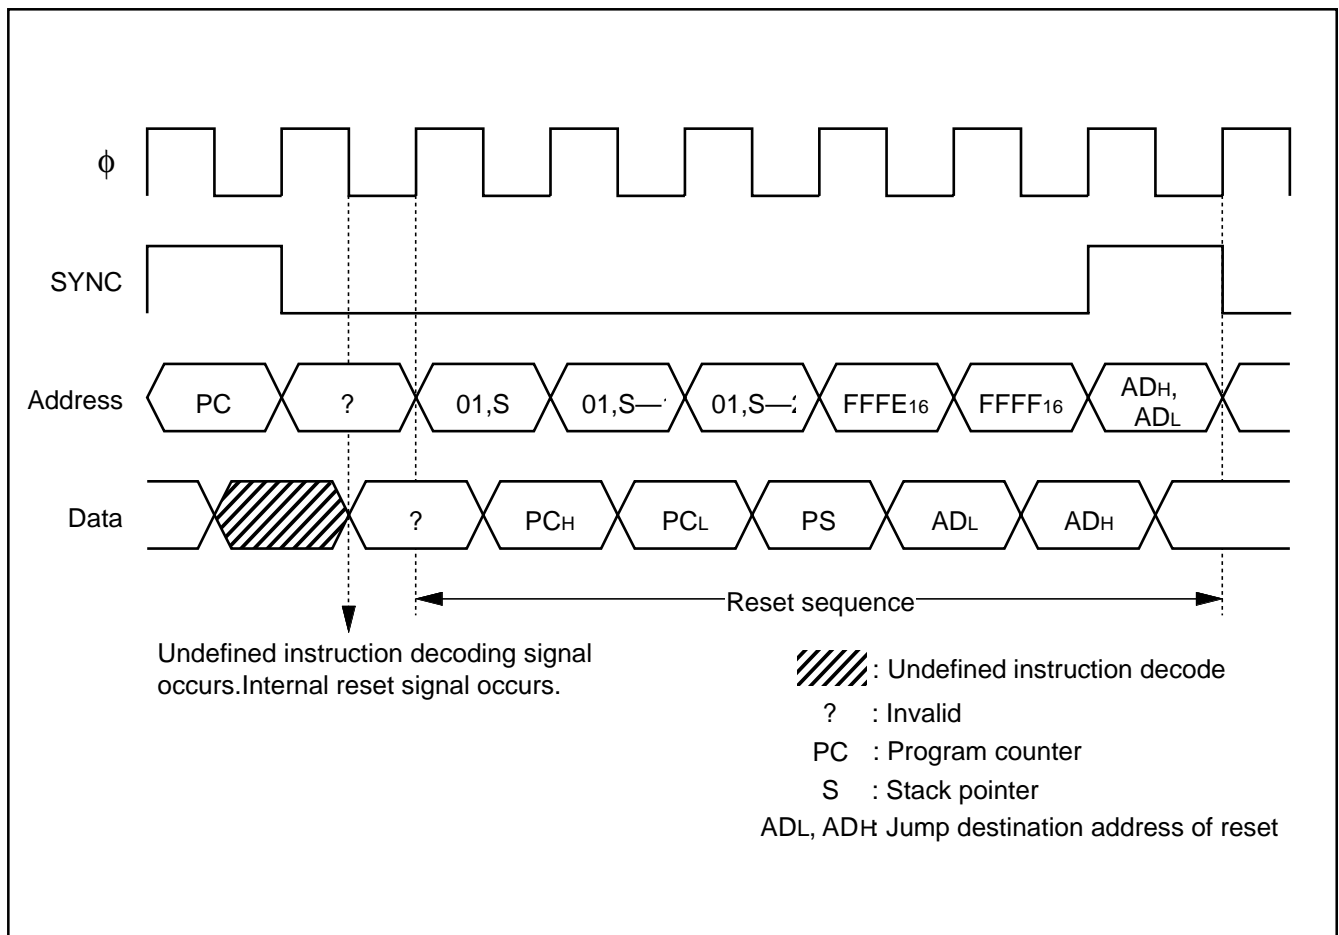 ϕ
SYNC
Address
PC
?
01,S
01,S—
01,S—
FFFE16
FFFF16
ADH,
ADL
Data
?
PCH
PCL
PS
ADL
ADH
Reset sequence
Undefined instruction decoding signal
occurs.Internal reset signal occurs.
: Undefined instruction decode
? : Invalid
PC : Program counter
S : Stack pointer
ADL, ADH: Jump destination address of reset